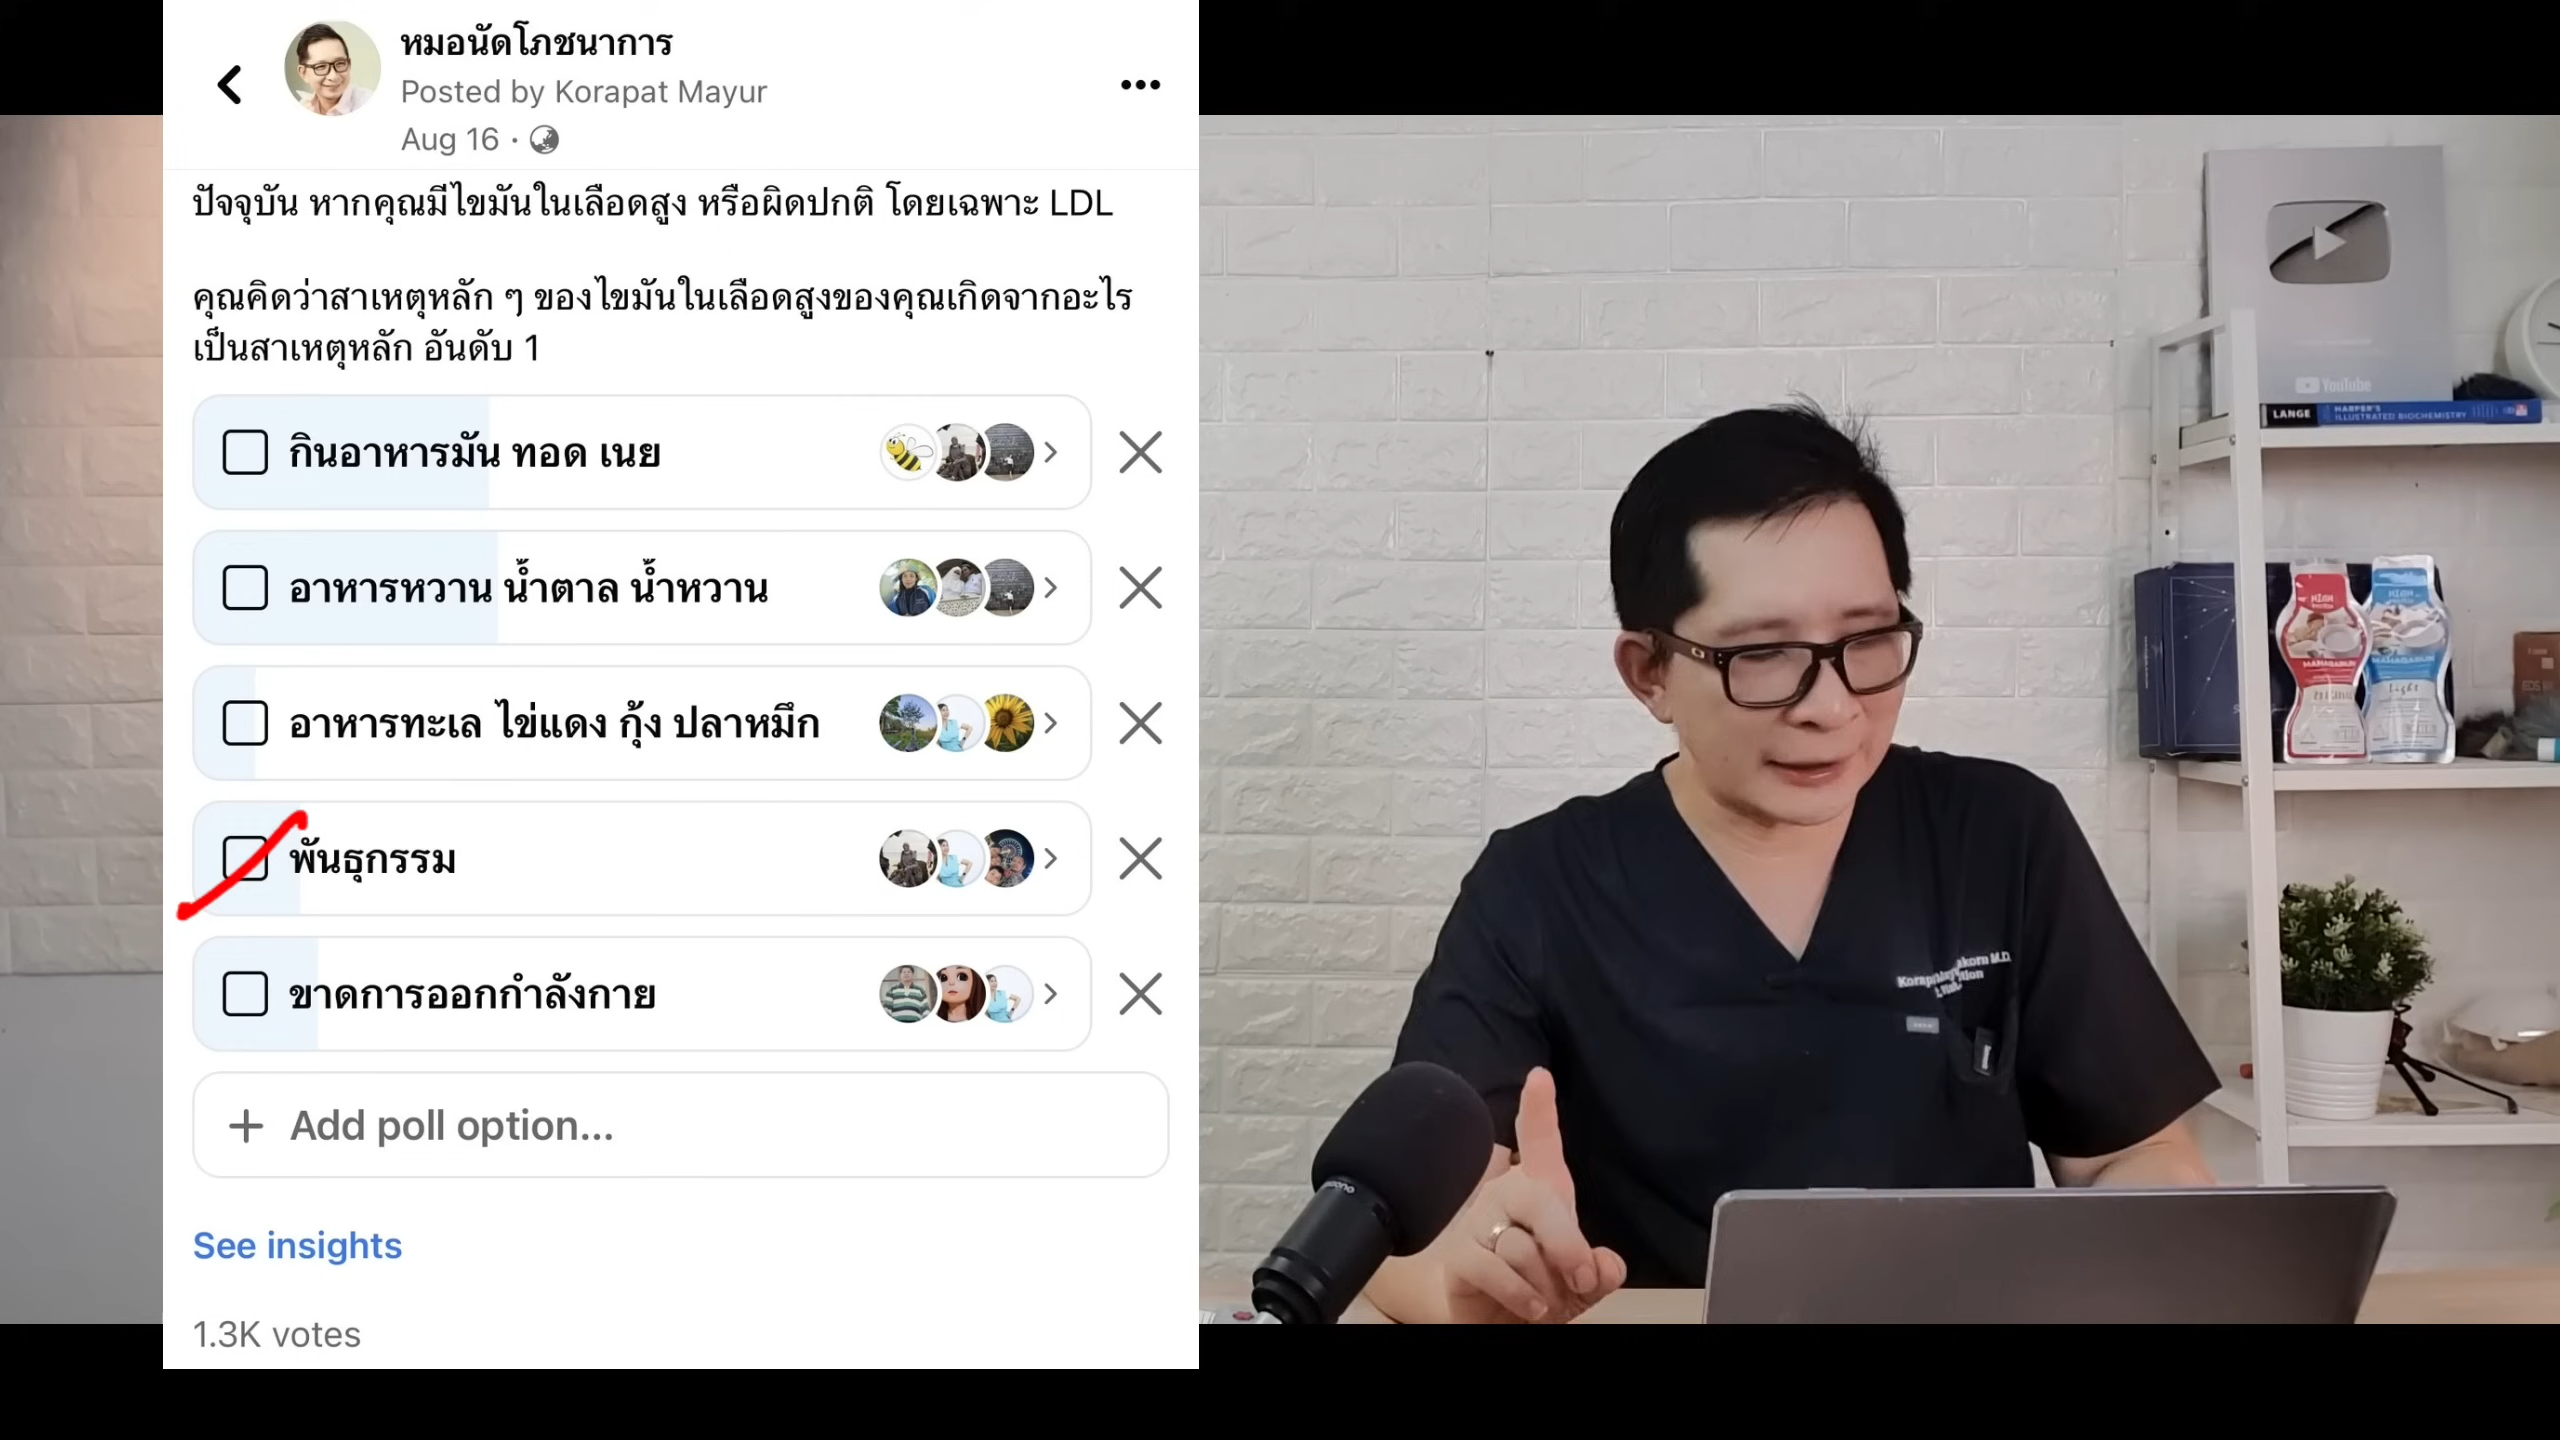 หมอนัดโภชนาการ
Posted by Korapat Mayur
Aug 16 ·
ปัจจุบัน หากคุณมีไขมันในเลือดสูง หรือผิดปกติ โดยเฉพาะ LDL
คุณคิดว่าสาเหตุหลัก ๆ ของไขมันในเลือดสูงของคุณเกิดจากอะไร
เป็นสาเหตุหลัก อันดับ 1
กินอาหารมัน ทอด เนย
อาหารหวาน น้ำตาล น้ำหวาน
อาหารทะเล ไข่แดง กุ้ง ปลาหมึก
พันธุกรรม
ขาดการออกกำลังกาย
+ Add poll option...
See insights
1.3K votes
YouTube
LANGE HARPER'S ILLUSTRATED BIOCHEMISTRY